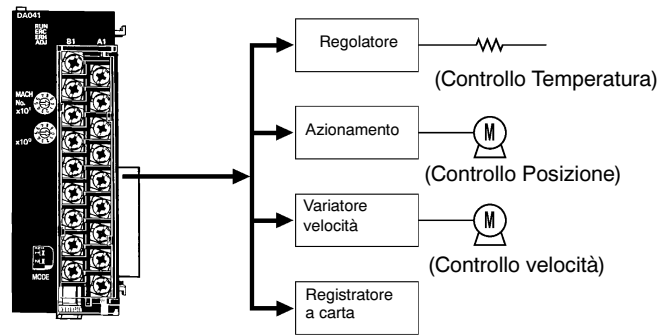 DA041
RUN
ERC
ERH
ADJ
B1 A1
MACH
No.
x10¹
x10⁰
MODE
Regolatore
(Controllo Temperatura)
Azionamento
M
(Controllo Posizione)
Variatore
velocità
M
(Controllo velocità)
Registratore
a carta